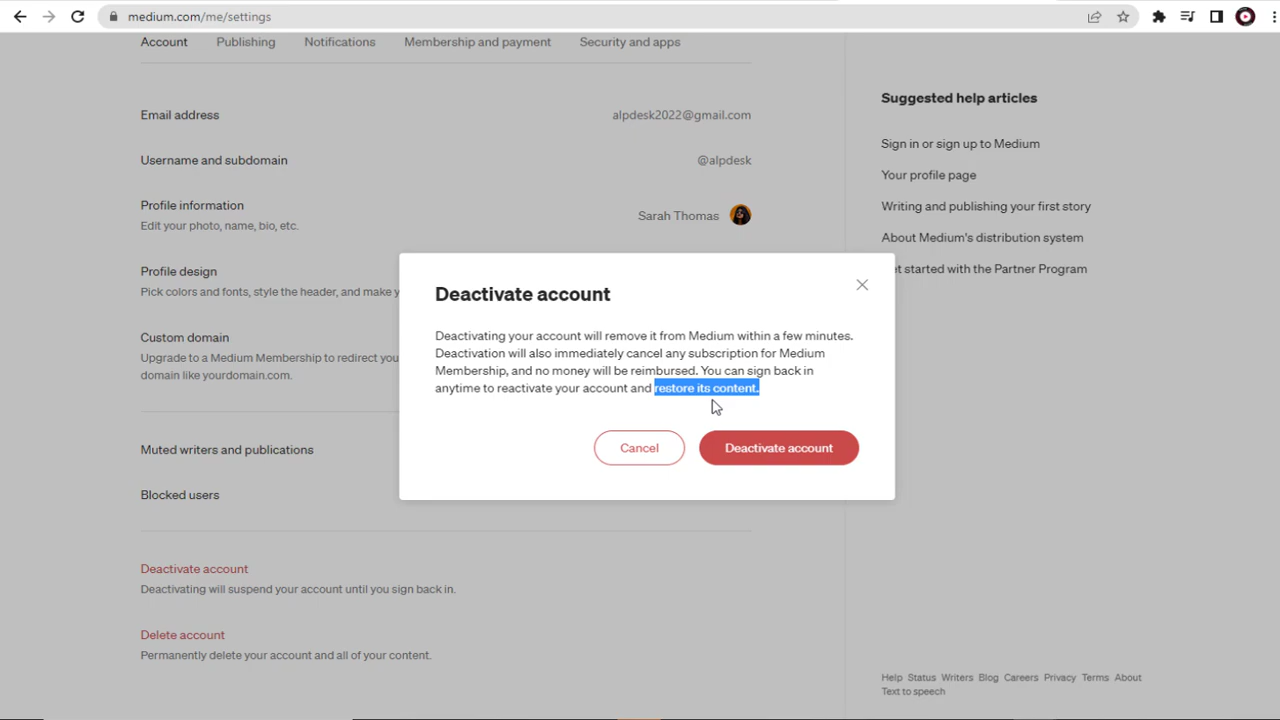 medium.com/me/settings
Account Publishing Notifications Membership and payment Security and apps
Email address alpdesk2022@gmail.com
Username and subdomain @alpdesk
Profile information
Edit your photo, name, bio, etc.
Sarah Thomas
Profile design
Pick colors and fonts, style the header, and make
Custom domain
Upgrade to a Medium Membership to redirect
domain like yourdomain.com.
Muted writers and publications
Blocked users
Deactivate account
Deactivating will suspend your account until you sign back in.
Delete account
Permanently delete your account and all of your content.
Deactivate account
Deactivating your account will remove it from Medium within a few minutes.
Deactivation will also immediately cancel any subscription for Medium
Membership, and no money will be reimbursed. You can sign back in
anytime to reactivate your account and restore its content.
Cancel Deactivate account
Suggested help articles
Sign in or sign up to Medium
Your profile page
Writing and publishing your first story
About Medium's distribution system
started with the Partner Program
Help Status Writers Blog Careers Privacy Terms About
Text to speech